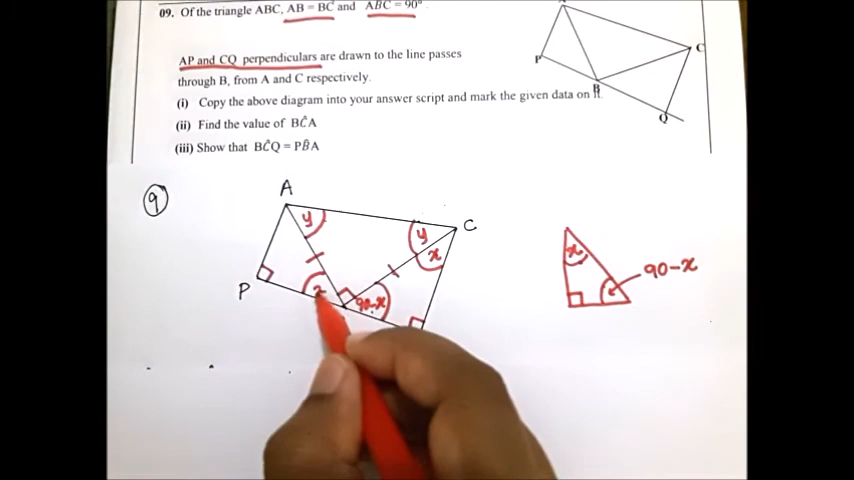 09. Of the triangle ABC, AB = BC and AB̂C = 90°.
AP and CQ perpendiculars are drawn to the line passes
through B, from A and C respectively.
(i) Copy the above diagram into your answer script and mark the given data on it.
(ii) Find the value of BĈA
(iii) Show that BĈQ = PB̂A
C
P
B
Q
9
A
C
y
y
x
x
P
90-x
x
90-x